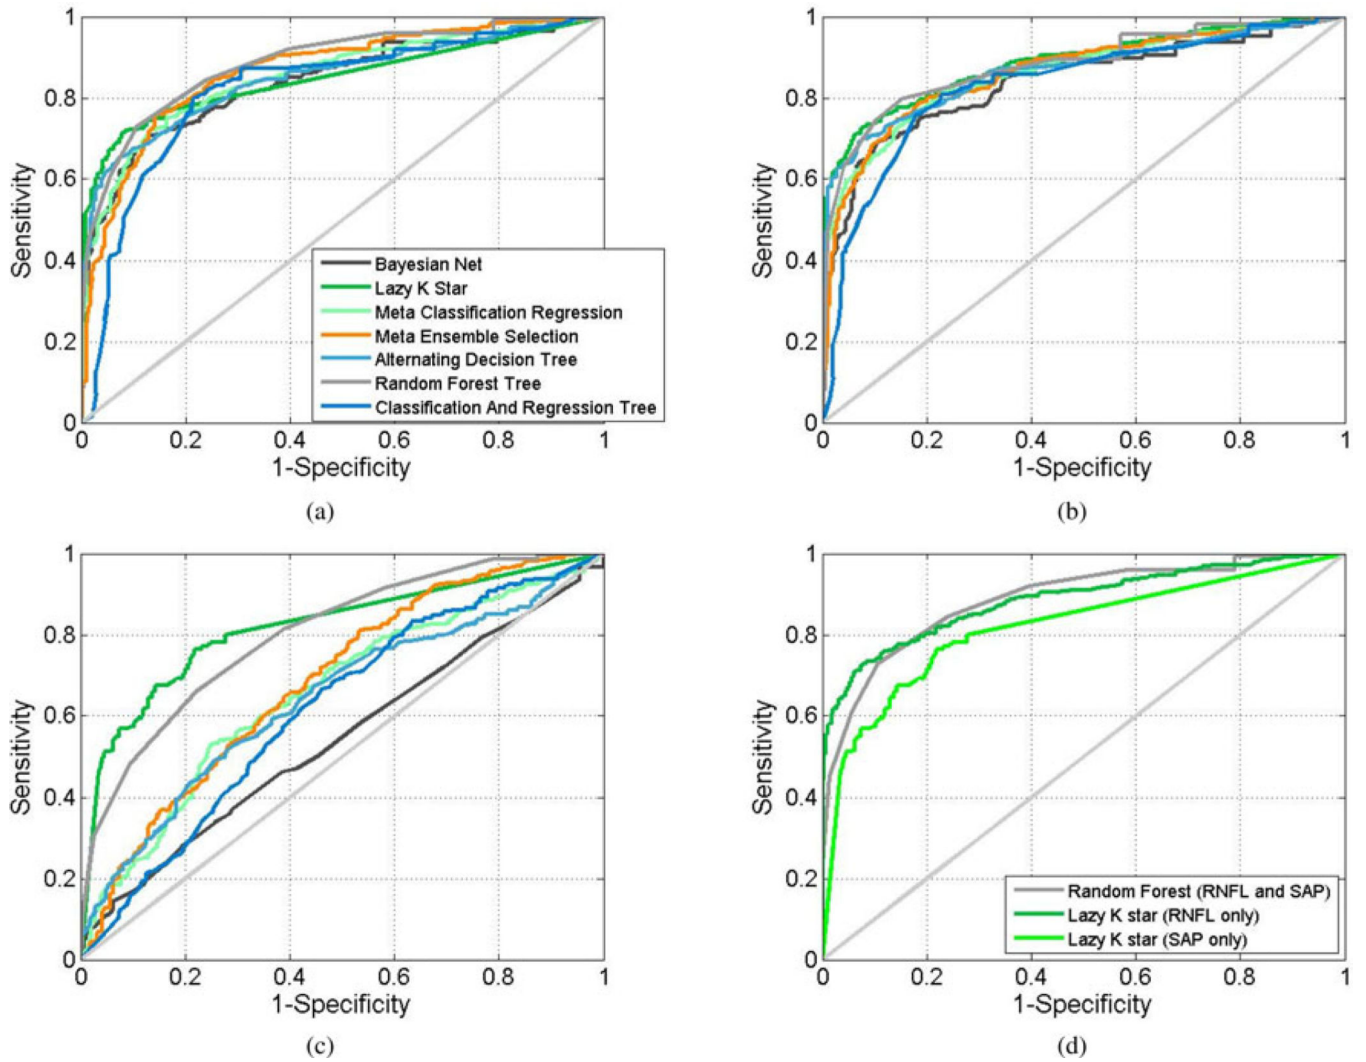 1
0.8
0.6
0.4
0.2
0
Sensitivity
0 0.2 0.4 0.6 0.8 1
1-Specificity
Bayesian Net
Lazy K Star
Meta Classification Regression
Meta Ensemble Selection
Alternating Decision Tree
Random Forest Tree
Classification And Regression Tree
(a)
1
0.8
0.6
0.4
0.2
0
Sensitivity
0 0.2 0.4 0.6 0.8 1
1-Specificity
(b)
1
0.8
0.6
0.4
0.2
0
Sensitivity
0 0.2 0.4 0.6 0.8 1
1-Specificity
(c)
1
0.8
0.6
0.4
0.2
0
Sensitivity
Random Forest (RNFL and SAP)
Lazy K star (RNFL only)
Lazy K star (SAP only)
0 0.2 0.4 0.6 0.8 1
1-Specificity
(d)